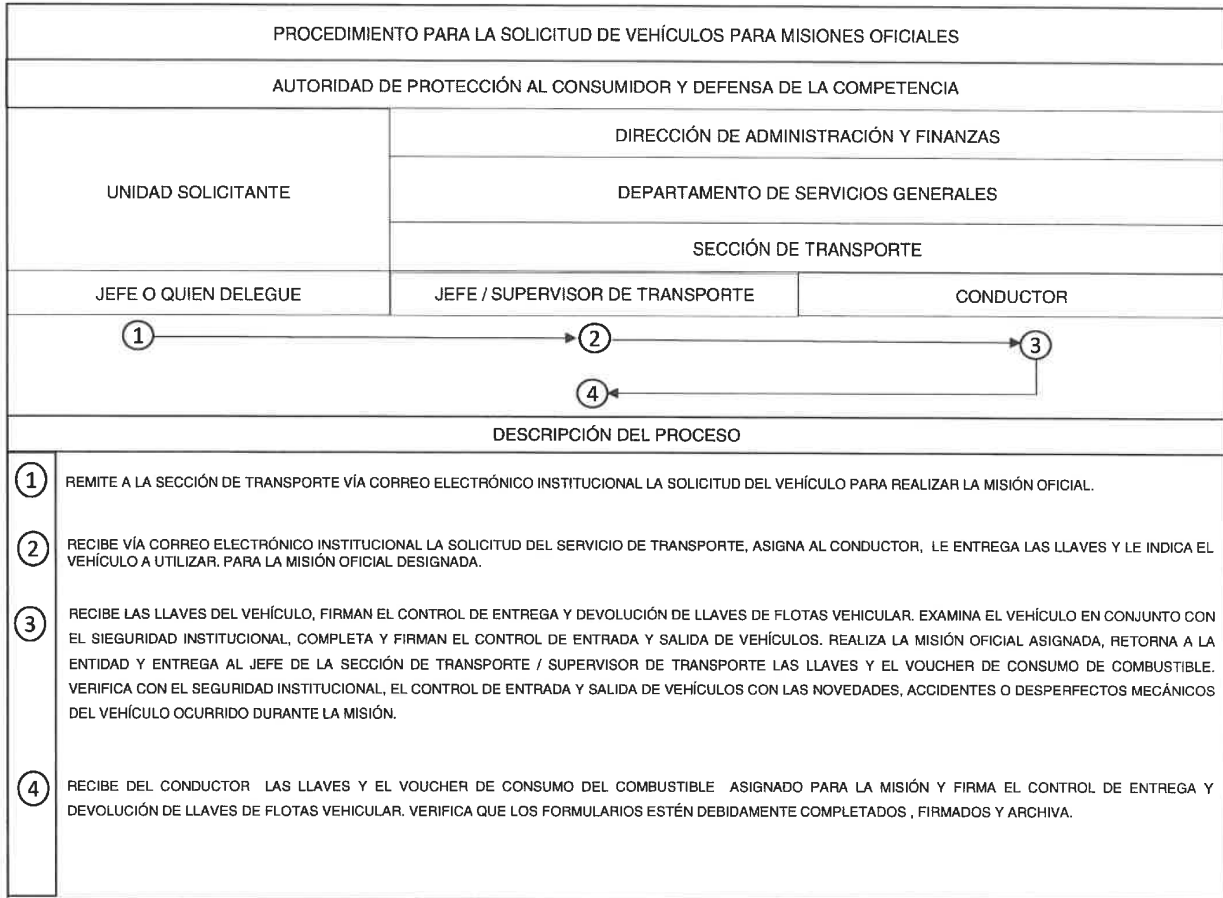 PROCEDIMIENTO PARA LA SOLICITUD DE VEHÍCULOS PARA MISIONES OFICIALES
AUTORIDAD DE PROTECCIÓN AL CONSUMIDOR Y DEFENSA DE LA COMPETENCIA
UNIDAD SOLICITANTE
DIRECCIÓN DE ADMINISTRACIÓN Y FINANZAS
DEPARTAMENTO DE SERVICIOS GENERALES
SECCIÓN DE TRANSPORTE
JEFE O QUIEN DELEGUE
JEFE / SUPERVISOR DE TRANSPORTE
CONDUCTOR
1
2
3
4
DESCRIPCIÓN DEL PROCESO
1
REMITE A LA SECCIÓN DE TRANSPORTE VÍA CORREO ELECTRÓNICO INSTITUCIONAL LA SOLICITUD DEL VEHÍCULO PARA REALIZAR LA MISIÓN OFICIAL.
2
RECIBE VÍA CORREO ELECTRÓNICO INSTITUCIONAL LA SOLICITUD DEL SERVICIO DE TRANSPORTE, ASIGNA AL CONDUCTOR, LE ENTREGA LAS LLAVES Y LE INDICA EL
VEHÍCULO A UTILIZAR. PARA LA MISIÓN OFICIAL DESIGNADA.
3
RECIBE LAS LLAVES DEL VEHÍCULO, FIRMAN EL CONTROL DE ENTREGA Y DEVOLUCIÓN DE LLAVES DE FLOTAS VEHICULAR. EXAMINA EL VEHÍCULO EN CONJUNTO CON
EL SIEGURIDAD INSTITUCIONAL, COMPLETA Y FIRMAN EL CONTROL DE ENTRADA Y SALIDA DE VEHÍCULOS. REALIZA LA MISIÓN OFICIAL ASIGNADA, RETORNA A LA
ENTIDAD Y ENTREGA AL JEFE DE LA SECCIÓN DE TRANSPORTE / SUPERVISOR DE TRANSPORTE LAS LLAVES Y EL VOUCHER DE CONSUMO DE COMBUSTIBLE.
VERIFICA CON EL SEGURIDAD INSTITUCIONAL, EL CONTROL DE ENTRADA Y SALIDA DE VEHÍCULOS CON LAS NOVEDADES, ACCIDENTES O DESPERFECTOS MECÁNICOS
DEL VEHÍCULO OCURRIDO DURANTE LA MISIÓN.
4
RECIBE DEL CONDUCTOR LAS LLAVES Y EL VOUCHER DE CONSUMO DEL COMBUSTIBLE ASIGNADO PARA LA MISIÓN Y FIRMA EL CONTROL DE ENTREGA Y
DEVOLUCIÓN DE LLAVES DE FLOTAS VEHICULAR. VERIFICA QUE LOS FORMULARIOS ESTÉN DEBIDAMENTE COMPLETADOS , FIRMADOS Y ARCHIVA.